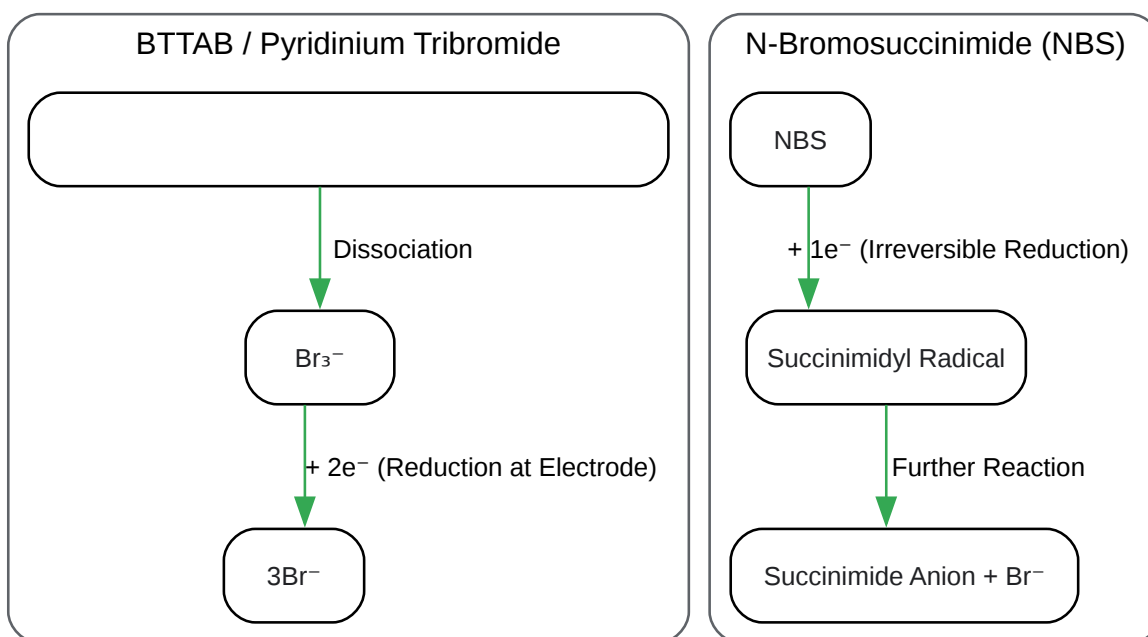 BTTAB / Pyridinium Tribromide
Dissociation
Br₃⁻
+ 2e⁻ (Reduction at Electrode)
3Br⁻
N-Bromosuccinimide (NBS)
NBS
+ 1e⁻ (Irreversible Reduction)
Succinimidyl Radical
Further Reaction
Succinimide Anion + Br⁻